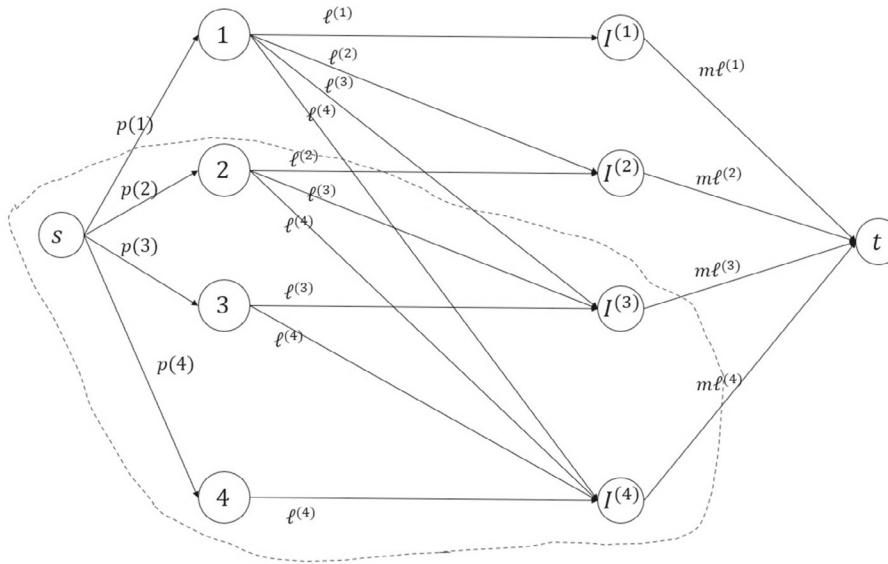 1 ℓ⁽¹⁾ I⁽¹⁾
ℓ⁽²⁾
ℓ⁽³⁾
ℓ⁽⁴⁾
mℓ⁽¹⁾
p(1)
2 ℓ⁽²⁾ I⁽²⁾ mℓ⁽²⁾
p(2) ℓ⁽³⁾
ℓ⁽⁴⁾
s t
p(3)
mℓ⁽³⁾
3 ℓ⁽³⁾ I⁽³⁾
ℓ⁽⁴⁾
p(4) mℓ⁽⁴⁾
4 ℓ⁽⁴⁾ I⁽⁴⁾